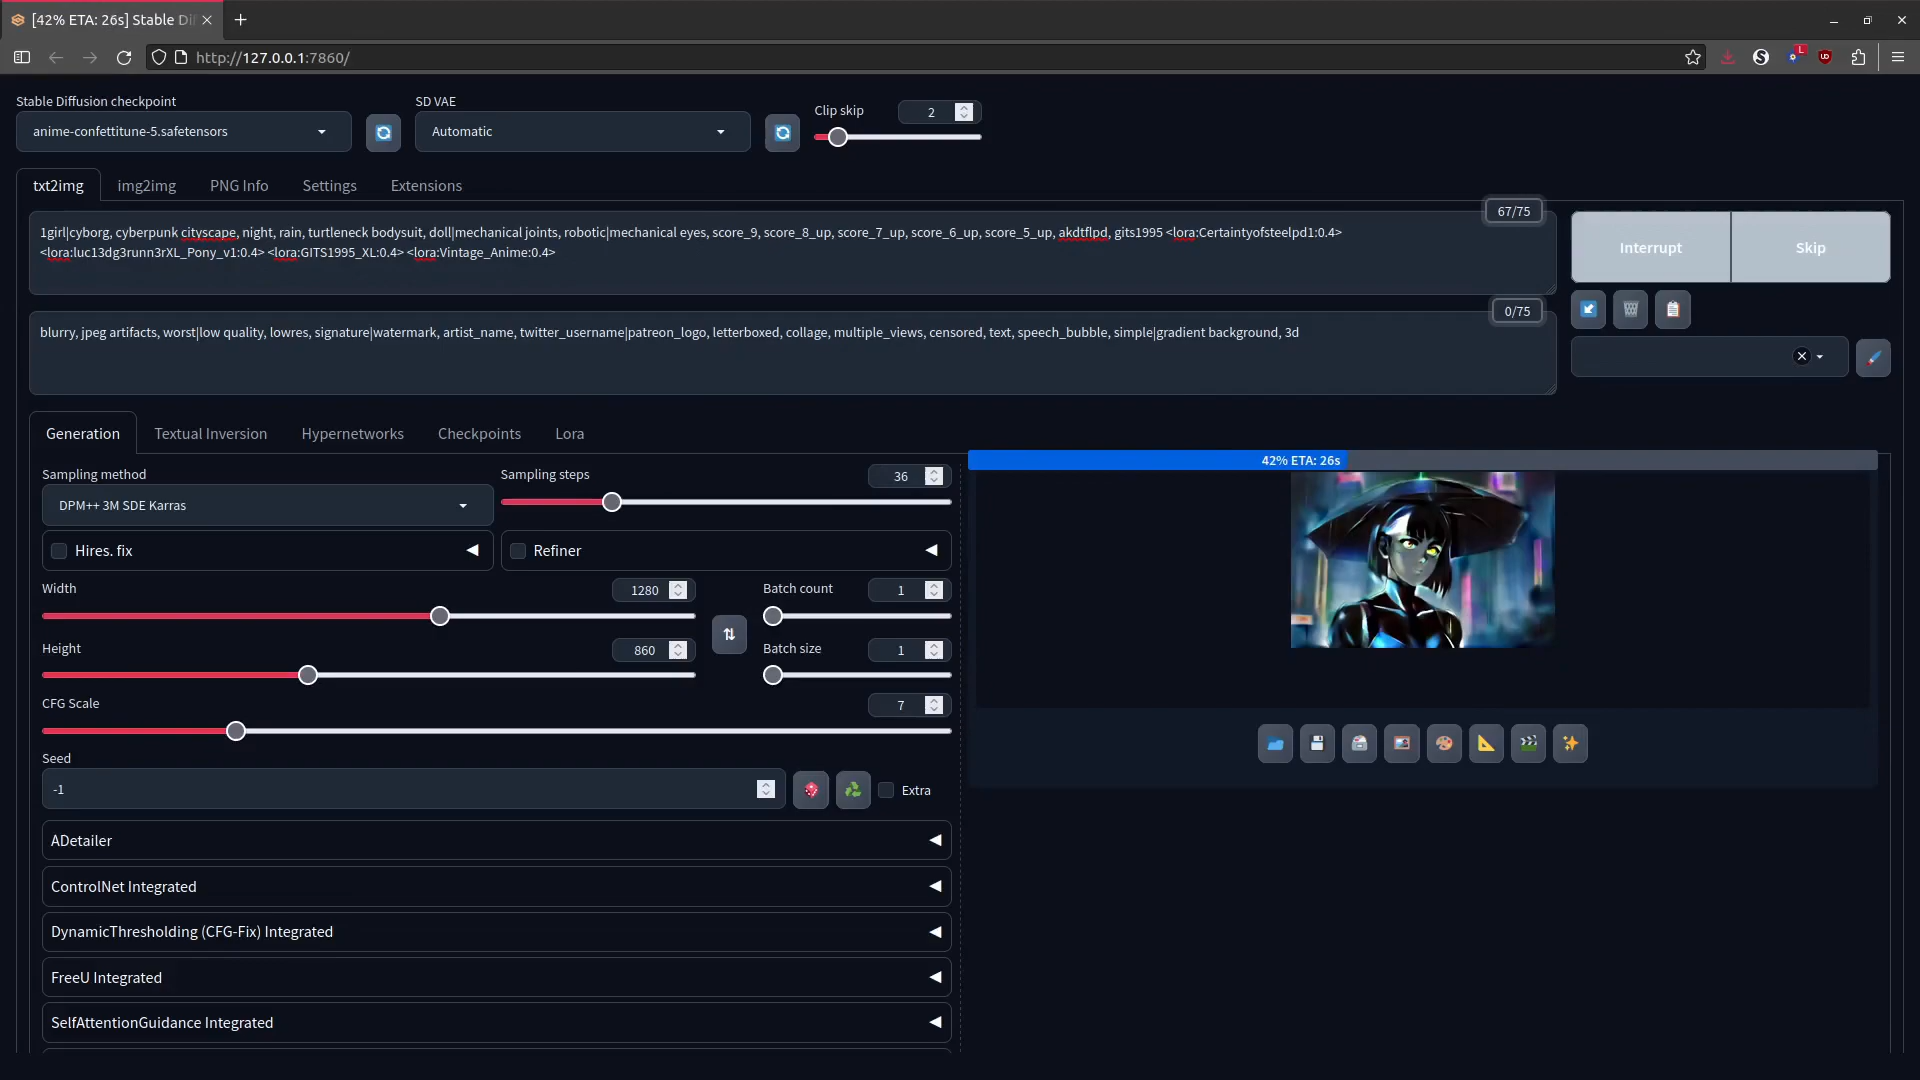 [42% ETA: 26s] Stable Di
http://127.0.0.1:7860/
L
Stable Diffusion checkpoint
SD VAE
Clip skip
2
anime-confettitune-5.safetensors
Automatic
txt2img
img2img
PNG Info
Settings
Extensions
67/75
1girl|cyborg, cyberpunk cityscape, night, rain, turtleneck bodysuit, doll|mechanical joints, robotic|mechanical eyes, score_9, score_8_up, score_7_up, score_6_up, score_5_up, akdtflpd, gits1995 <lora:Certaintyofsteelpd1:0.4>
<lora:luc13dg3runn3rXL_Pony_v1:0.4> <lora:GITS1995_XL:0.4> <lora:Vintage_Anime:0.4>
Interrupt
Skip
0/75
blurry, jpeg artifacts, worst|low quality, lowres, signature|watermark, artist_name, twitter_username|patreon_logo, letterboxed, collage, multiple_views, censored, text, speech_bubble, simple|gradient background, 3d
Generation
Textual Inversion
Hypernetworks
Checkpoints
Lora
42% ETA: 26s
Sampling method
Sampling steps
36
DPM++ 3M SDE Karras
Hires. fix
Refiner
Width
1280
Batch count
1
Height
860
Batch size
1
CFG Scale
7
Seed
-1
Extra
ADetailer
ControlNet Integrated
DynamicThresholding (CFG-Fix) Integrated
FreeU Integrated
SelfAttentionGuidance Integrated